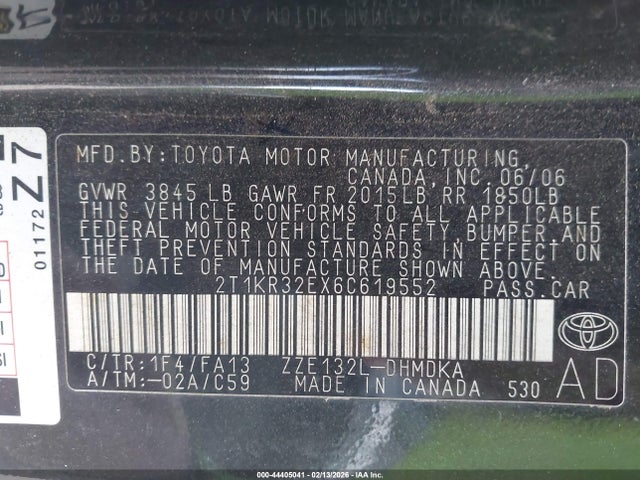 MFD.BY:TOYOTA MOTOR MANUFACTURING,
CANADA, INC. 06/06
GVWR 3845 LB GAWR FR 2015LB RR 1850LB
THIS VEHICLE CONFORMS TO ALL APPLICABLE
FEDERAL MOTOR VEHICLE SAFETY, BUMPER,AND
THEFT PREVENTION STANDARDS IN EFFECT ON
THE DATE OF MANUFACTURE SHOWN ABOVE.
2T1KR32EX6C619552 PASS.CAR
C/TR:1F4/FA13 ZZE132L-DHMDKA
A/TM:-02A/C59 MADE IN CANADA 530
AD
Z 7
01172
000-44405041 - 02/13/2026 - IAA Inc.